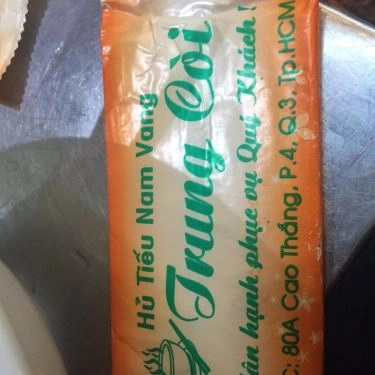 Hủ Tiếu Nam Vang
Trung Còi
hân hạnh phục vụ Quý Khách!
C: 80A Cao Thắng, P.4, Q.3, Tp.HCM